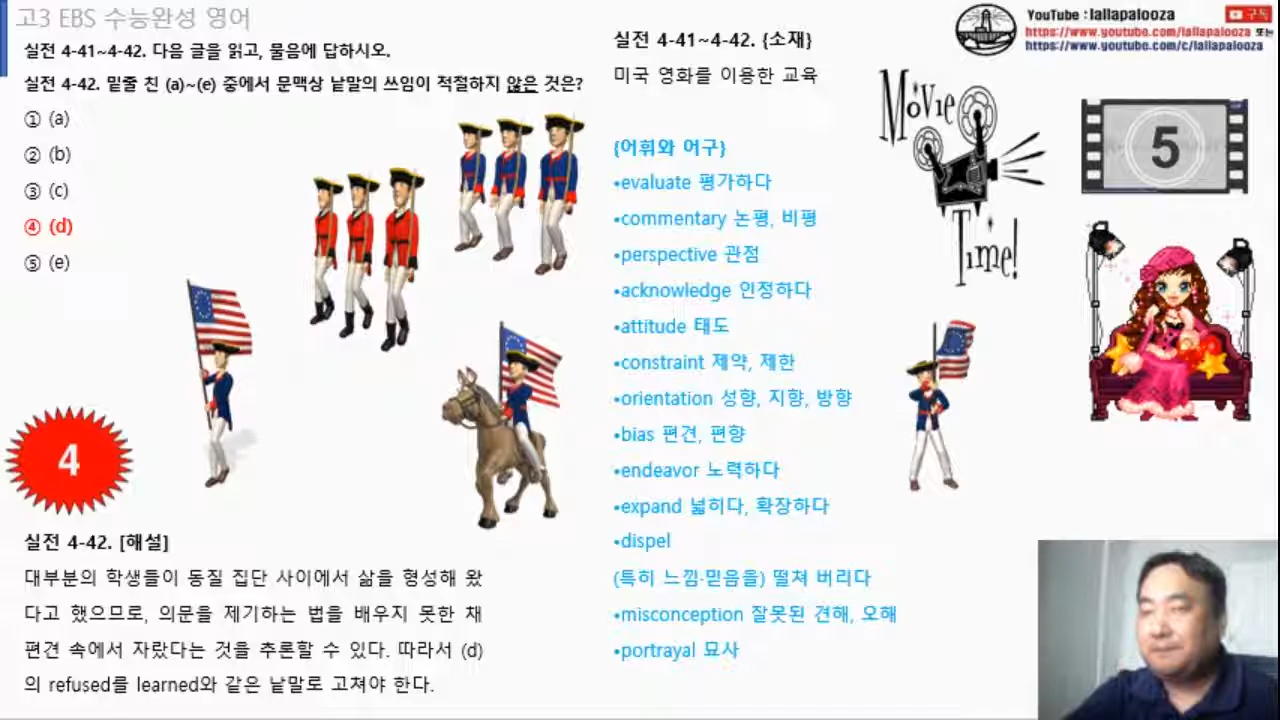 고3 EBS 수능완성 영어
실전 4-41~4-42. 다음 글을 읽고, 물음에 답하시오.
실전 4-42. 밑줄 친 (a)~(e) 중에서 문맥상 낱말의 쓰임이 적절하지 않은 것은?
① (a)
② (b)
③ (c)
④ (d)
⑤ (e)
4
실전 4-42. [해설]
대부분의 학생들이 동질 집단 사이에서 삶을 형성해 왔
다고 했으므로, 의문을 제기하는 법을 배우지 못한 채
편견 속에서 자랐다는 것을 추론할 수 있다. 따라서 (d)
의 refused를 learned와 같은 낱말로 고쳐야 한다.
실전 4-41~4-42. {소재}
미국 영화를 이용한 교육
{어휘와 어구}
•evaluate 평가하다
•commentary 논평, 비평
•perspective 관점
•acknowledge 인정하다
•attitude 태도
•constraint 제약, 제한
•orientation 성향, 지향, 방향
•bias 편견, 편향
•endeavor 노력하다
•expand 넓히다, 확장하다
•dispel
(특히 느낌·믿음을) 떨쳐 버리다
•misconception 잘못된 견해, 오해
•portrayal 묘사
YouTube : lallapalooza
구독
https://www.youtube.com/lallapalooza 또는
https://www.youtube.com/c/lallapalooza
Movie
Time!
5